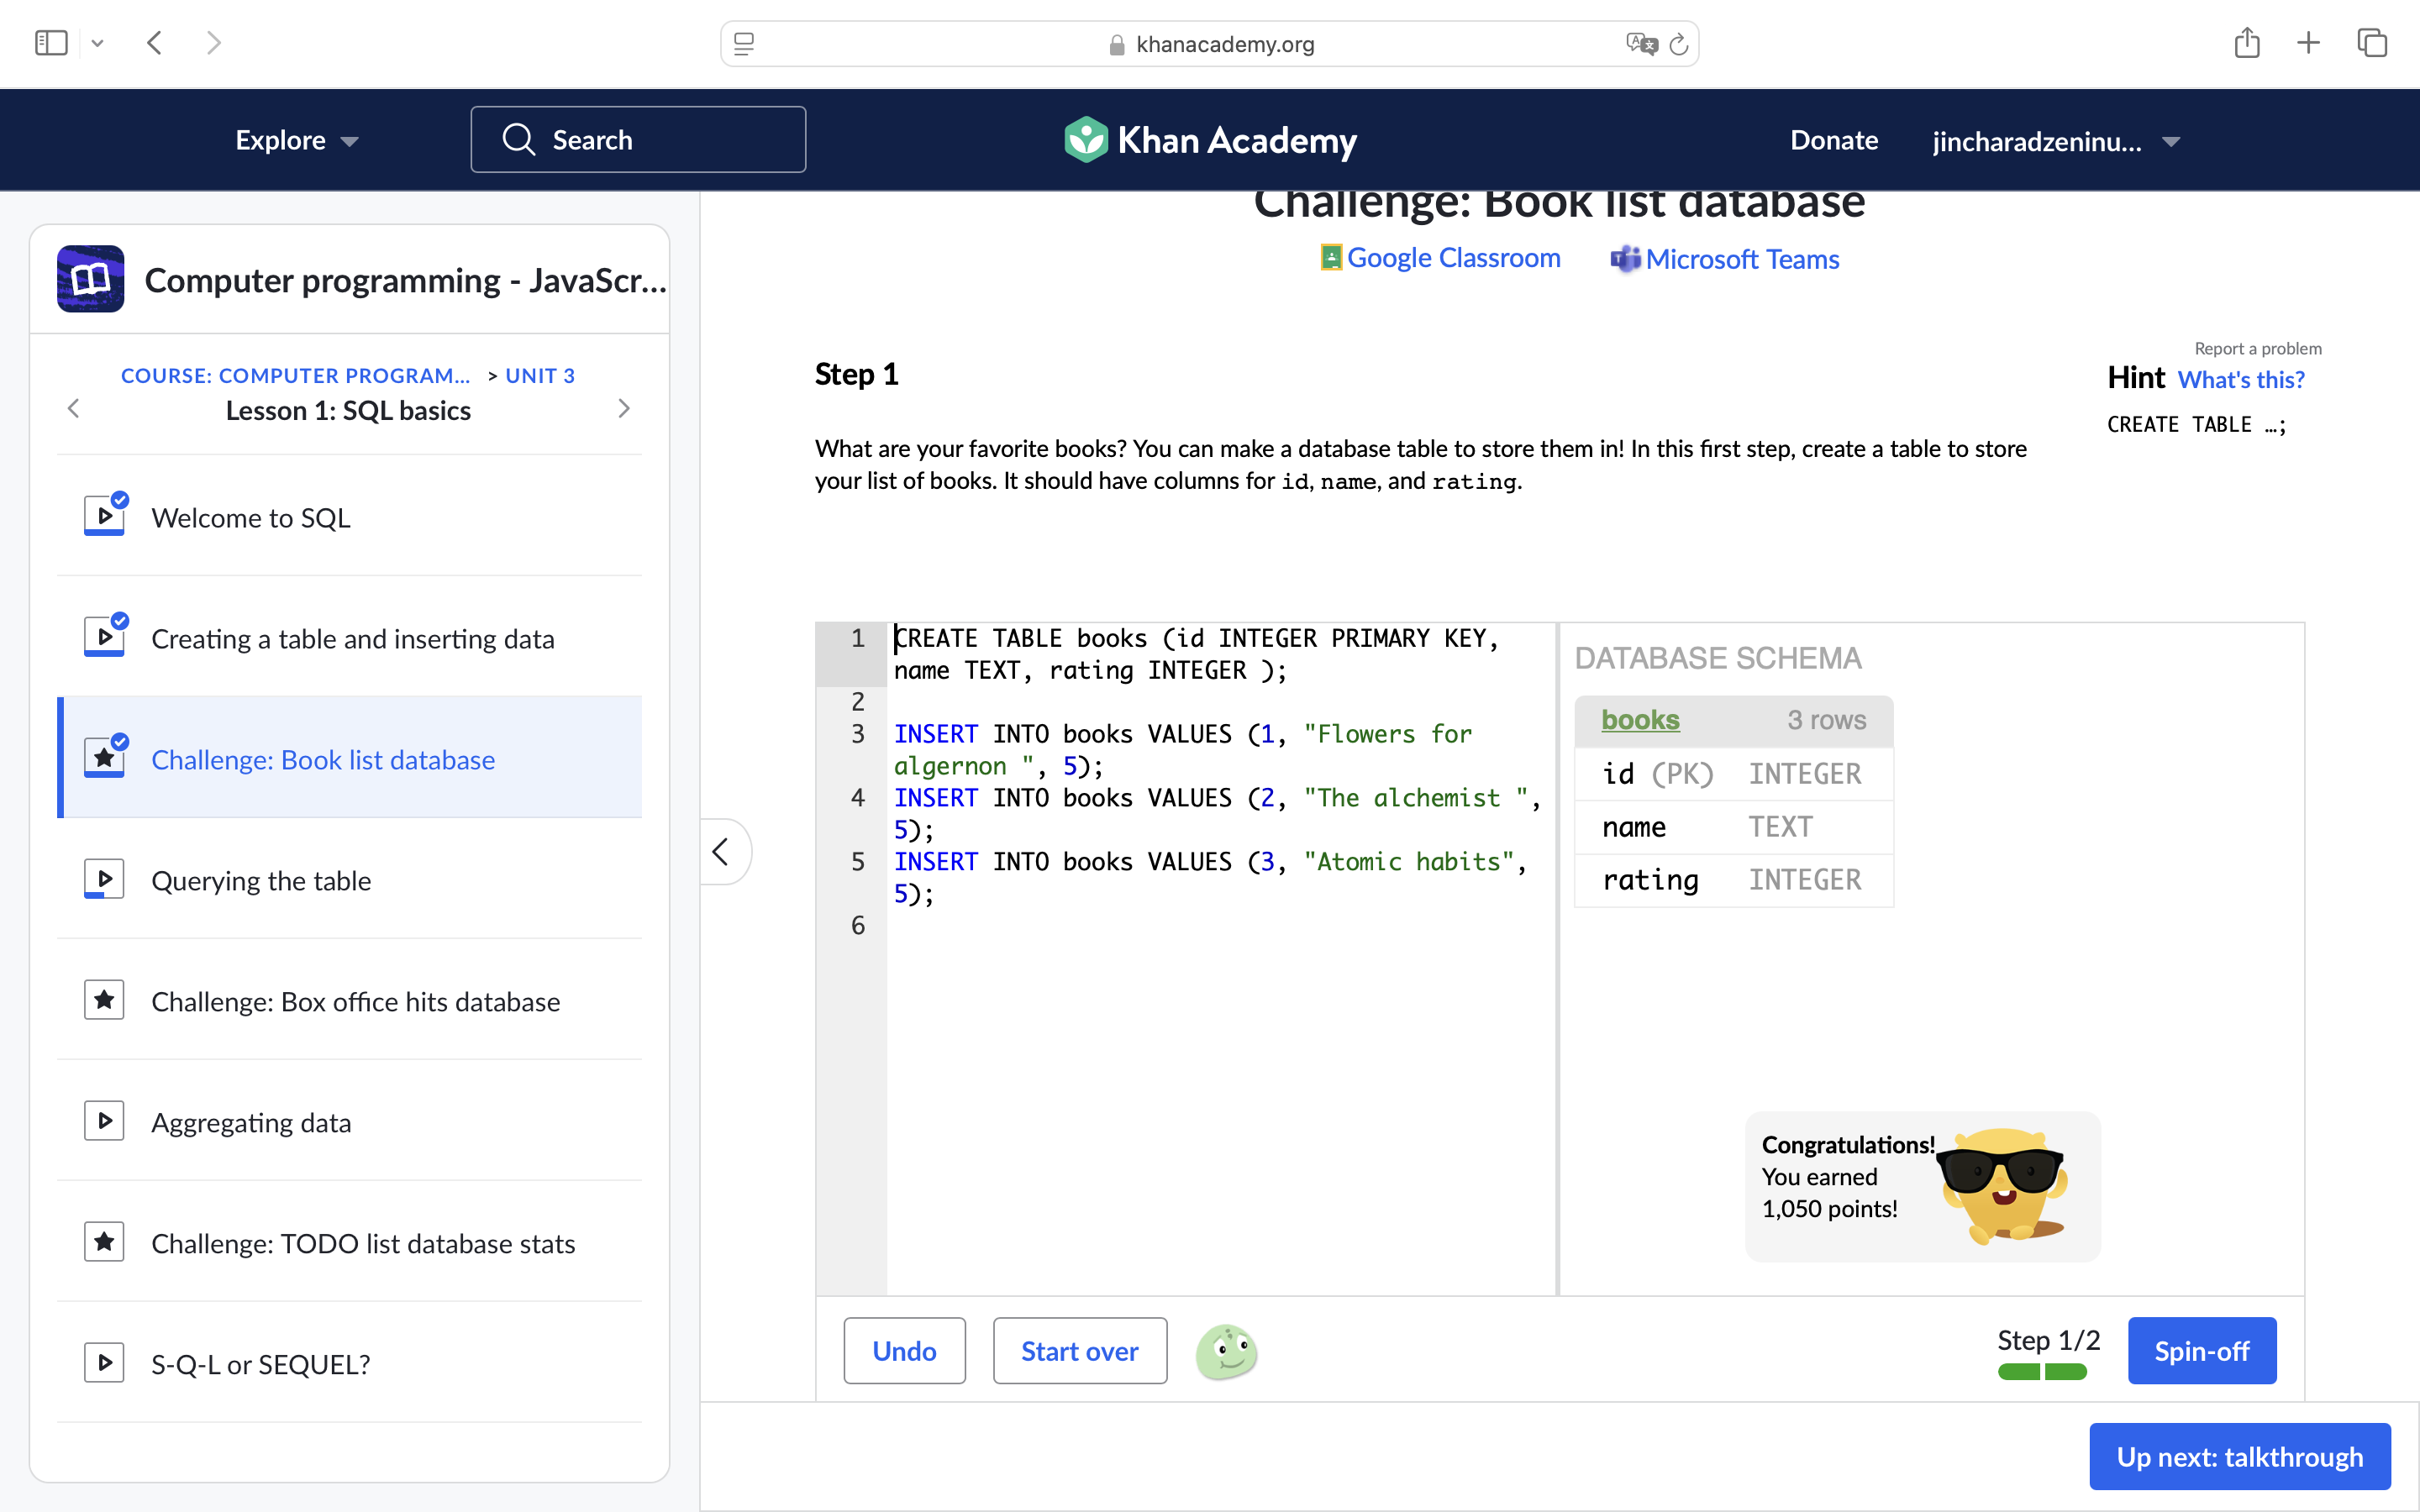 khanacademy.org
Explore
Search
Khan Academy
Donate
jincharadzeninu...
Computer programming - JavaScr...
COURSE: COMPUTER PROGRAM... > UNIT 3
Lesson 1: SQL basics
Welcome to SQL
Creating a table and inserting data
Challenge: Book list database
Querying the table
Challenge: Box office hits database
Aggregating data
Challenge: TODO list database stats
S-Q-L or SEQUEL?
Challenge: Book list database
Google Classroom
Microsoft Teams
Report a problem
Step 1
Hint What's this?
CREATE TABLE …;
What are your favorite books? You can make a database table to store them in! In this first step, create a table to store
your list of books. It should have columns for id, name, and rating.
1 CREATE TABLE books (id INTEGER PRIMARY KEY,
name TEXT, rating INTEGER );
2
3 INSERT INTO books VALUES (1, "Flowers for
algernon ", 5);
4 INSERT INTO books VALUES (2, "The alchemist ",
5);
5 INSERT INTO books VALUES (3, "Atomic habits",
5);
6
DATABASE SCHEMA
books 3 rows
id (PK) INTEGER
name TEXT
rating INTEGER
Congratulations!
You earned
1,050 points!
Undo
Start over
Step 1/2
Spin-off
Up next: talkthrough